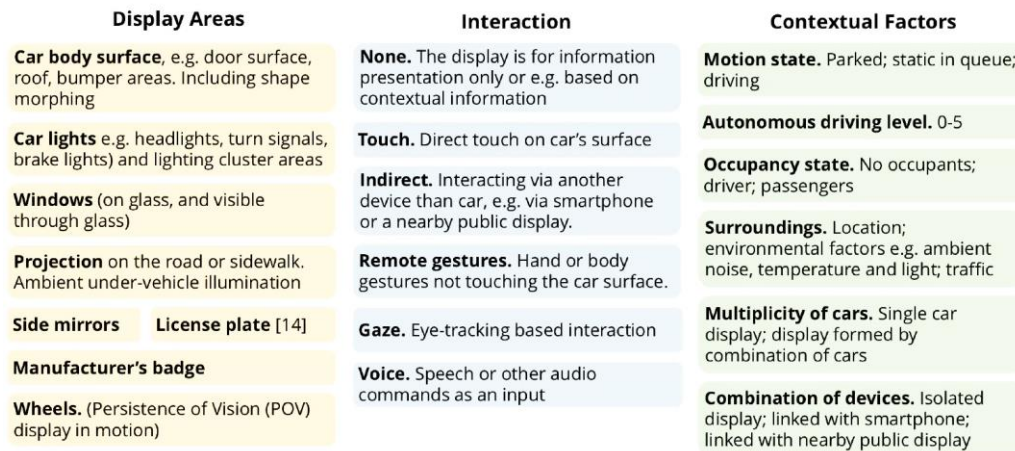 Display Areas
Car body surface, e.g. door surface,
roof, bumper areas. Including shape
morphing
Car lights e.g. headlights, turn signals,
brake lights) and lighting cluster areas
Windows (on glass, and visible
through glass)
Projection on the road or sidewalk.
Ambient under-vehicle illumination
Side mirrors
License plate [14]
Manufacturer's badge
Wheels. (Persistence of Vision (POV)
display in motion)
Interaction
None. The display is for information
presentation only or e.g. based on
contextual information
Touch. Direct touch on car's surface
Indirect. Interacting via another
device than car, e.g. via smartphone
or a nearby public display.
Remote gestures. Hand or body
gestures not touching the car surface.
Gaze. Eye-tracking based interaction
Voice. Speech or other audio
commands as an input
Contextual Factors
Motion state. Parked; static in queue;
driving
Autonomous driving level. 0-5
Occupancy state. No occupants;
driver; passengers
Surroundings. Location;
environmental factors e.g. ambient
noise, temperature and light; traffic
Multiplicity of cars. Single car
display; display formed by
combination of cars
Combination of devices. Isolated
display; linked with smartphone;
linked with nearby public display